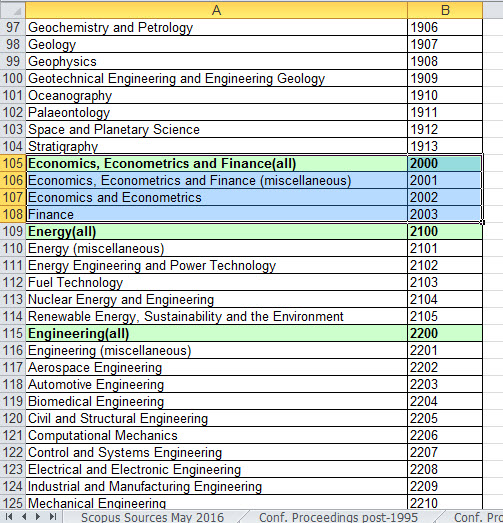 A B
97 Geochemistry and Petrology 1906
98 Geology 1907
99 Geophysics 1908
100 Geotechnical Engineering and Engineering Geology 1909
101 Oceanography 1910
102 Palaeontology 1911
103 Space and Planetary Science 1912
104 Stratigraphy 1913
105 Economics, Econometrics and Finance(all) 2000
106 Economics, Econometrics and Finance (miscellaneous) 2001
107 Economics and Econometrics 2002
108 Finance 2003
109 Energy(all) 2100
110 Energy (miscellaneous) 2101
111 Energy Engineering and Power Technology 2102
112 Fuel Technology 2103
113 Nuclear Energy and Engineering 2104
114 Renewable Energy, Sustainability and the Environment 2105
115 Engineering(all) 2200
116 Engineering (miscellaneous) 2201
117 Aerospace Engineering 2202
118 Automotive Engineering 2203
119 Biomedical Engineering 2204
120 Civil and Structural Engineering 2205
121 Computational Mechanics 2206
122 Control and Systems Engineering 2207
123 Electrical and Electronic Engineering 2208
124 Industrial and Manufacturing Engineering 2209
125 Mechanical Engineering 2210
Scopus Sources May 2016 Conf. Proceedings post-1995 Conf. Pro